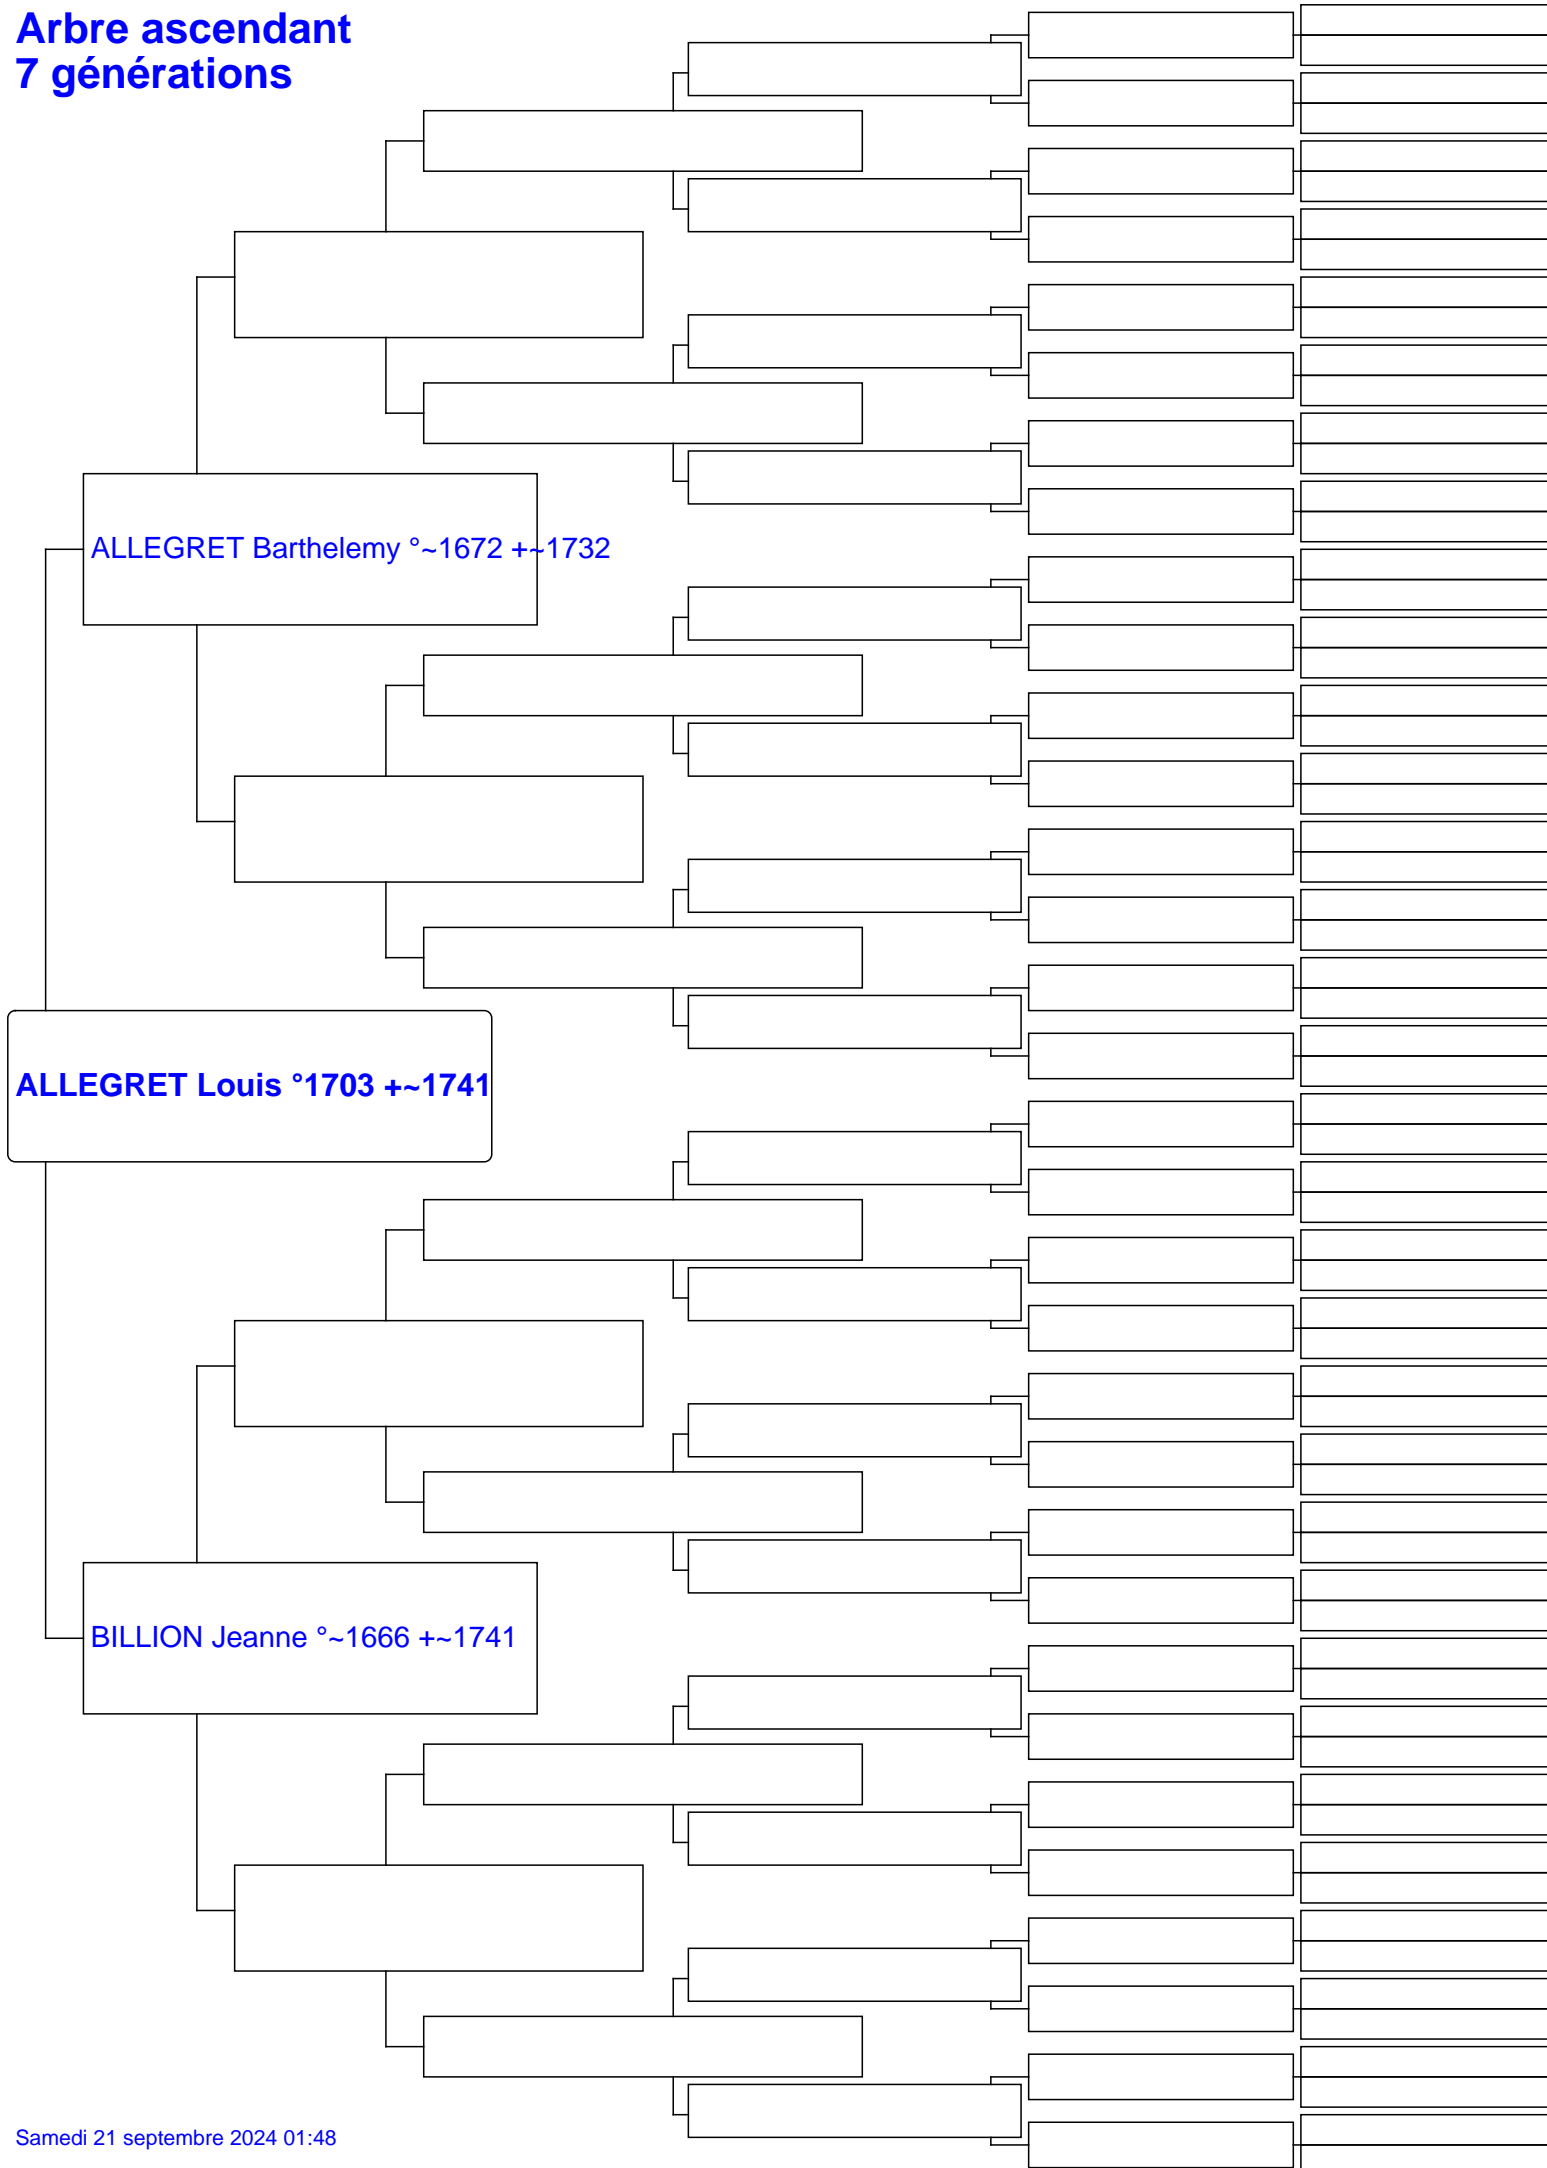 Arbre ascendant
7 générations
ALLEGRET Barthelemy °~1672 +~1732
ALLEGRET Louis °1703 +~1741
BILLION Jeanne °~1666 +~1741
Samedi 21 septembre 2024 01:48